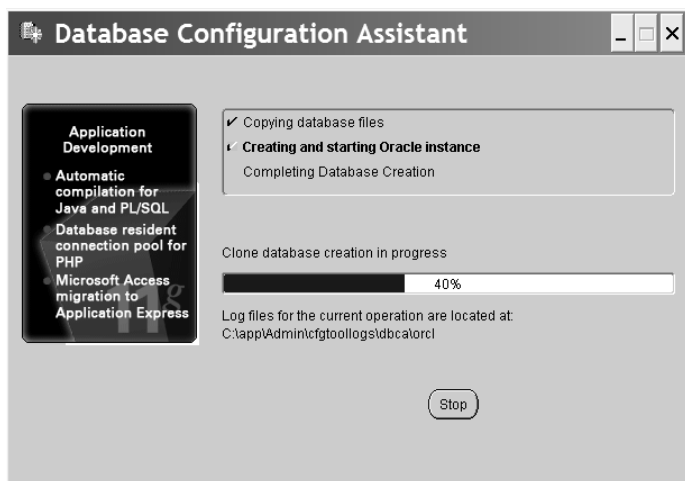 Database Configuration Assistant
Application
Development
Automatic
compilation for
Java and PL/SQL
Database resident
connection pool for
PHP
Microsoft Access
migration to
Application Express
11g
Copying database files
Creating and starting Oracle instance
Completing Database Creation
Clone database creation in progress
40%
Log files for the current operation are located at:
C:\app\Admin\cfgtoollogs\dbca\orcl
Stop